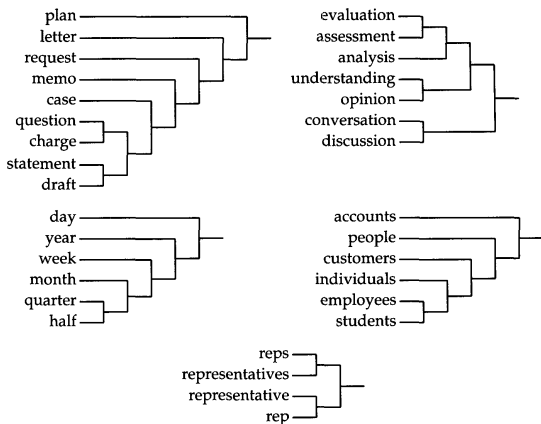 plan
letter
request
memo
case
question
charge
statement
draft
evaluation
assessment
analysis
understanding
opinion
conversation
discussion
day
year
week
month
quarter
half
accounts
people
customers
individuals
employees
students
reps
representatives
representative
rep